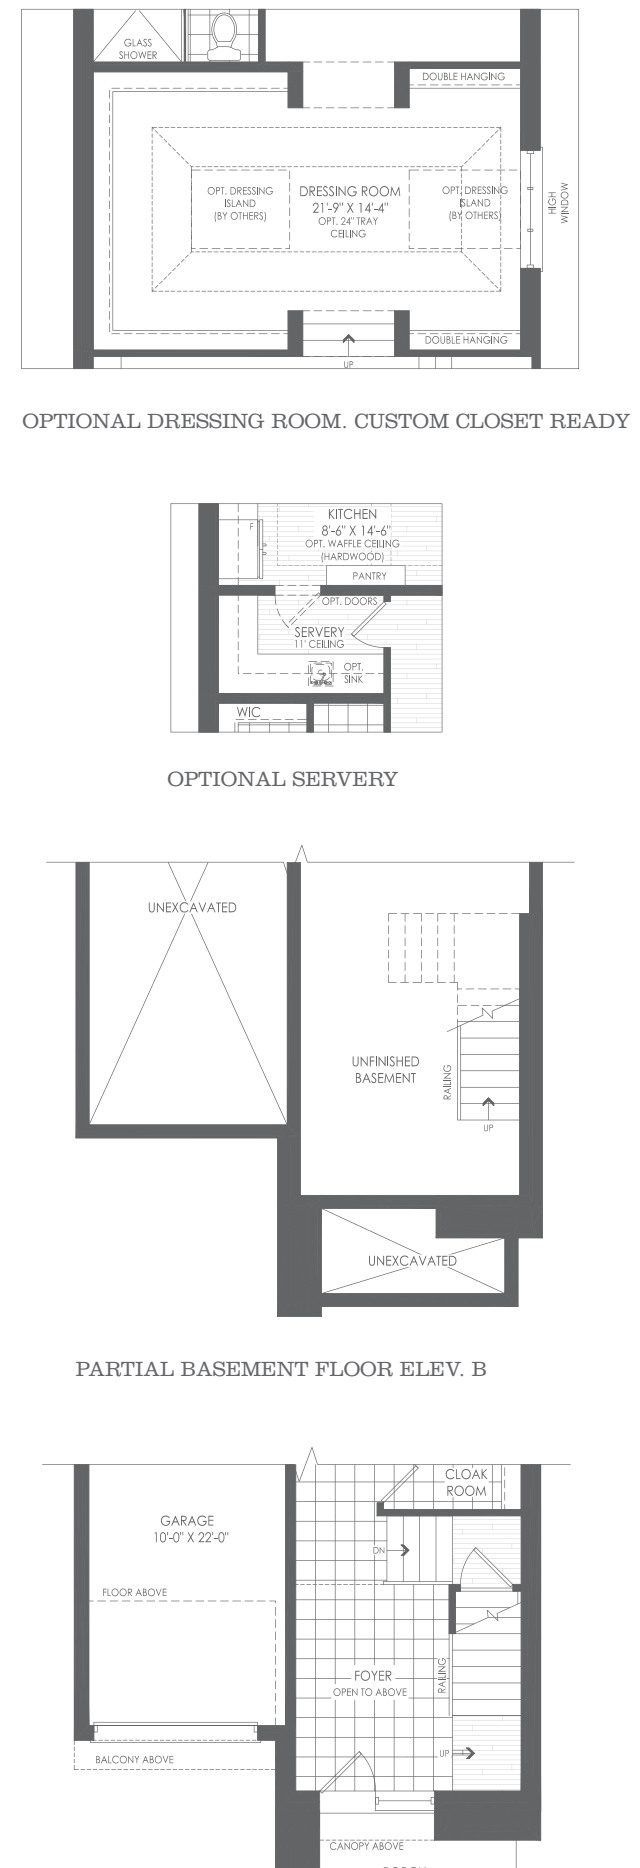 GLASS
SHOWER
DOUBLE HANGING
OPT. DRESSING
ISLAND
(BY OTHERS)
DRESSING ROOM
21'-9" X 14'-4"
OPT. 24" TRAY
CEILING
OPT. DRESSING
ISLAND
(BY OTHERS)
HIGH
WINDOW
DOUBLE HANGING
UP
OPTIONAL DRESSING ROOM. CUSTOM CLOSET READY
KITCHEN
8'-6" X 14'-6"
OPT. WAFFLE CEILING
(HARDWOOD)
F
PANTRY
OPT. DOORS
SERVERY
11' CEILING
OPT.
SINK
WIC
OPTIONAL SERVERY
UNEXCAVATED
UNFINISHED
BASEMENT
RAILING
UP
UNEXCAVATED
PARTIAL BASEMENT FLOOR ELEV. B
CLOAK
ROOM
GARAGE
10'-0" X 22'-0"
DN
FLOOR ABOVE
FOYER
OPEN TO ABOVE
RAILING
UP
BALCONY ABOVE
CANOPY ABOVE